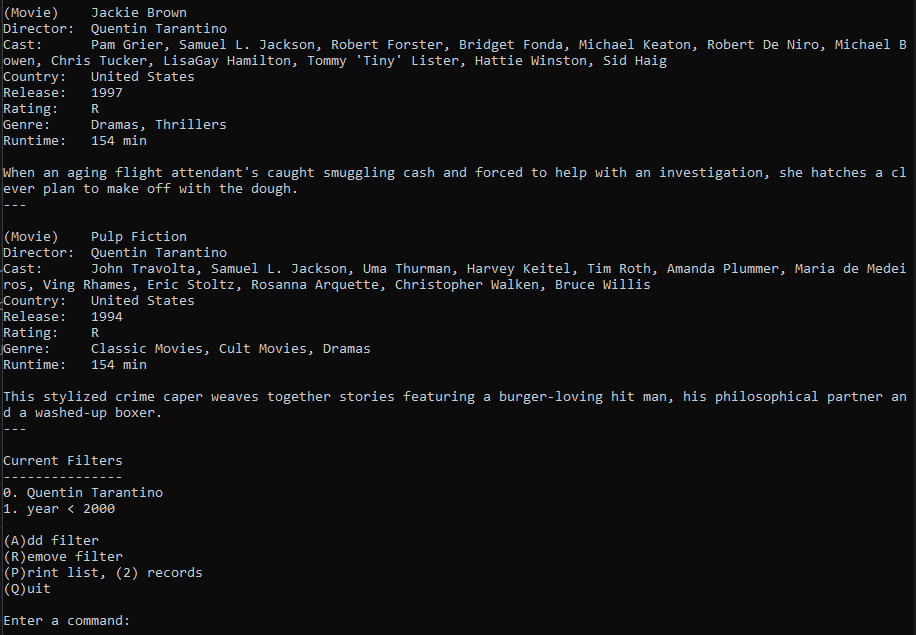 (Movie)    Jackie Brown
Director:  Quentin Tarantino
Cast:      Pam Grier, Samuel L. Jackson, Robert Forster, Bridget Fonda, Michael Keaton, Robert De Niro, Michael B
owen, Chris Tucker, LisaGay Hamilton, Tommy 'Tiny' Lister, Hattie Winston, Sid Haig
Country:   United States
Release:   1997
Rating:    R
Genre:     Dramas, Thrillers
Runtime:   154 min
When an aging flight attendant's caught smuggling cash and forced to help with an investigation, she hatches a cl
ever plan to make off with the dough.
---
(Movie)    Pulp Fiction
Director:  Quentin Tarantino
Cast:      John Travolta, Samuel L. Jackson, Uma Thurman, Harvey Keitel, Tim Roth, Amanda Plummer, Maria de Medei
ros, Ving Rhames, Eric Stoltz, Rosanna Arquette, Christopher Walken, Bruce Willis
Country:   United States
Release:   1994
Rating:    R
Genre:     Classic Movies, Cult Movies, Dramas
Runtime:   154 min
This stylized crime caper weaves together stories featuring a burger-loving hit man, his philosophical partner an
d a washed-up boxer.
---
Current Filters
---------------
0. Quentin Tarantino
1. year < 2000
(A)dd filter
(R)emove filter
(P)rint list, (2) records
(Q)uit
Enter a command: